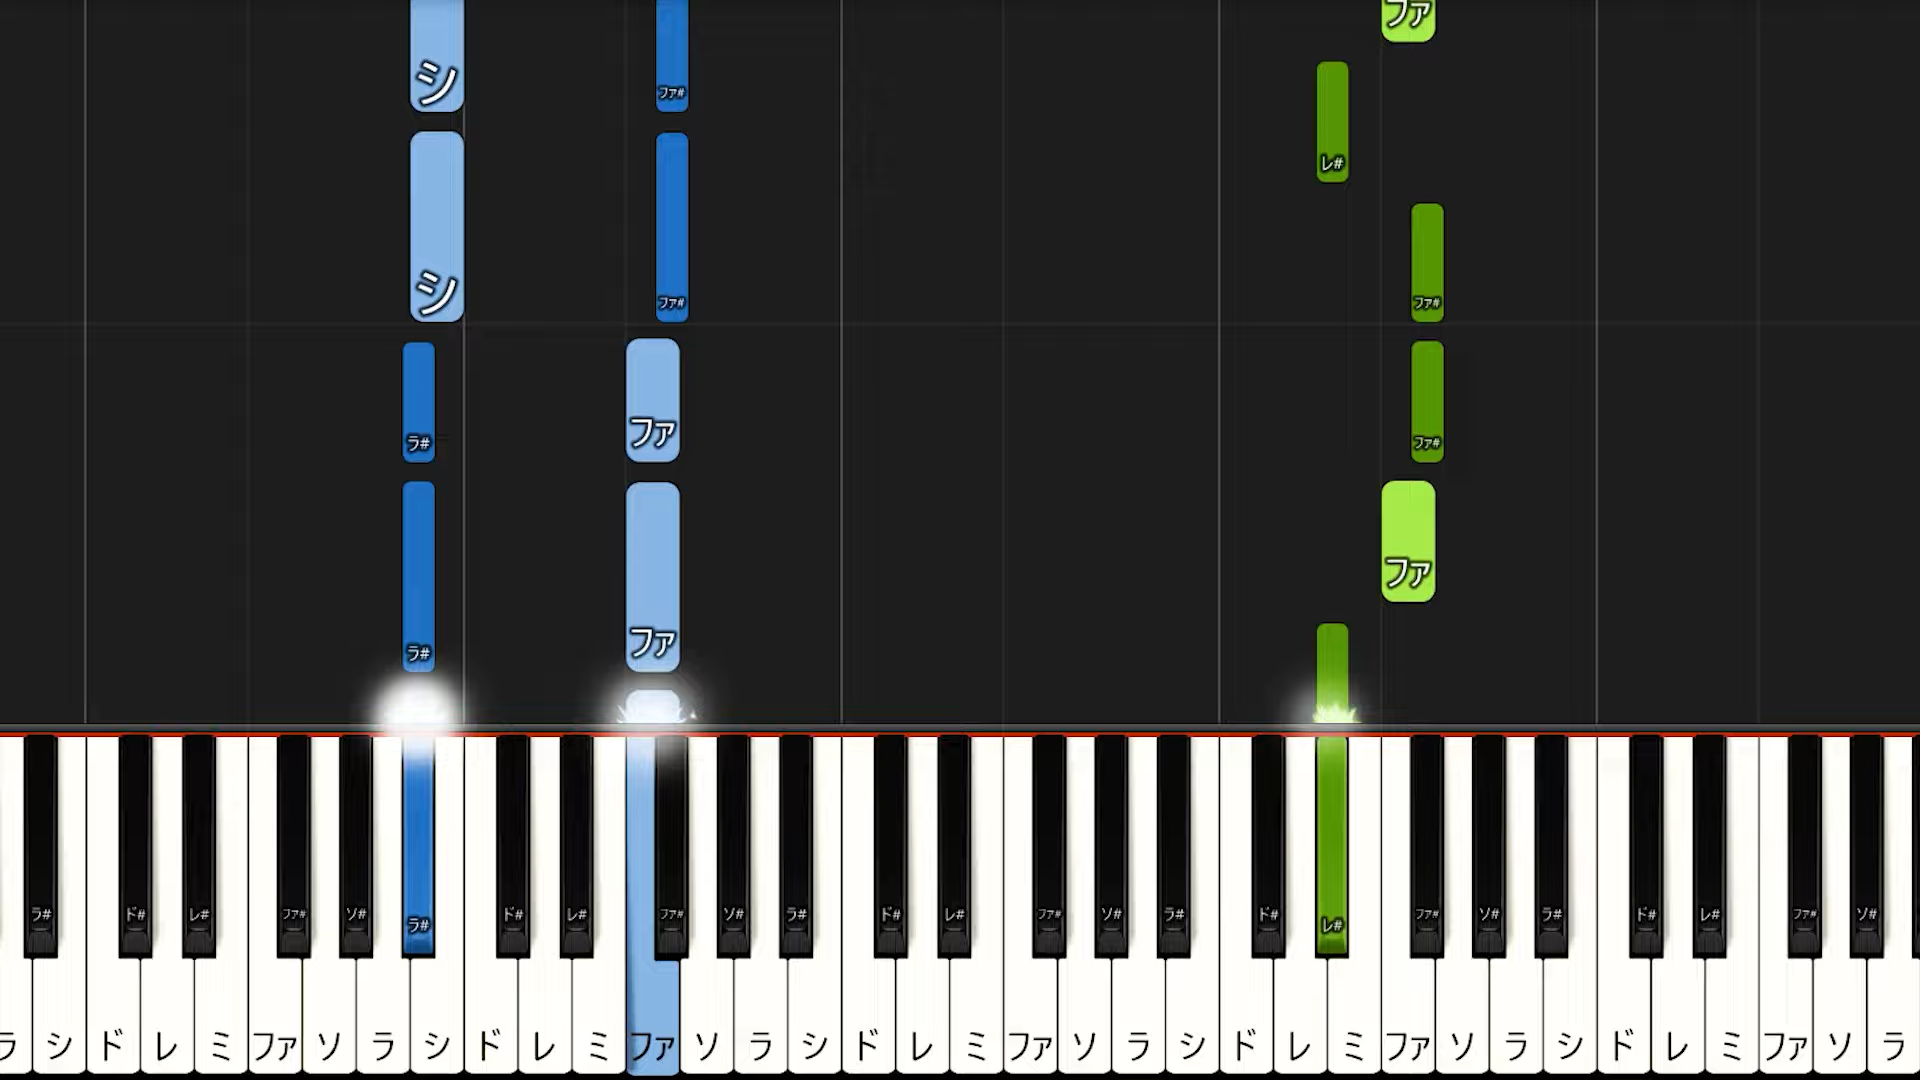 ファ
シ ファ#
レ#
シ ファ# ファ#
ラ# ファ ファ#
ファ
ラ# ファ
ラ# ド# レ# ファ# ソ# ラ# ド# レ# ファ# ソ# ラ# ド# レ# ファ# ソ# ラ# ド# レ# ファ# ソ# ラ# ド# レ# ファ# ソ#
ラ シ ド レ ミ ファ ソ ラ シ ド レ ミ ファ ソ ラ シ ド レ ミ ファ ソ ラ シ ド レ ミ ファ ソ ラ シ ド レ ミ ファ ソ ラ